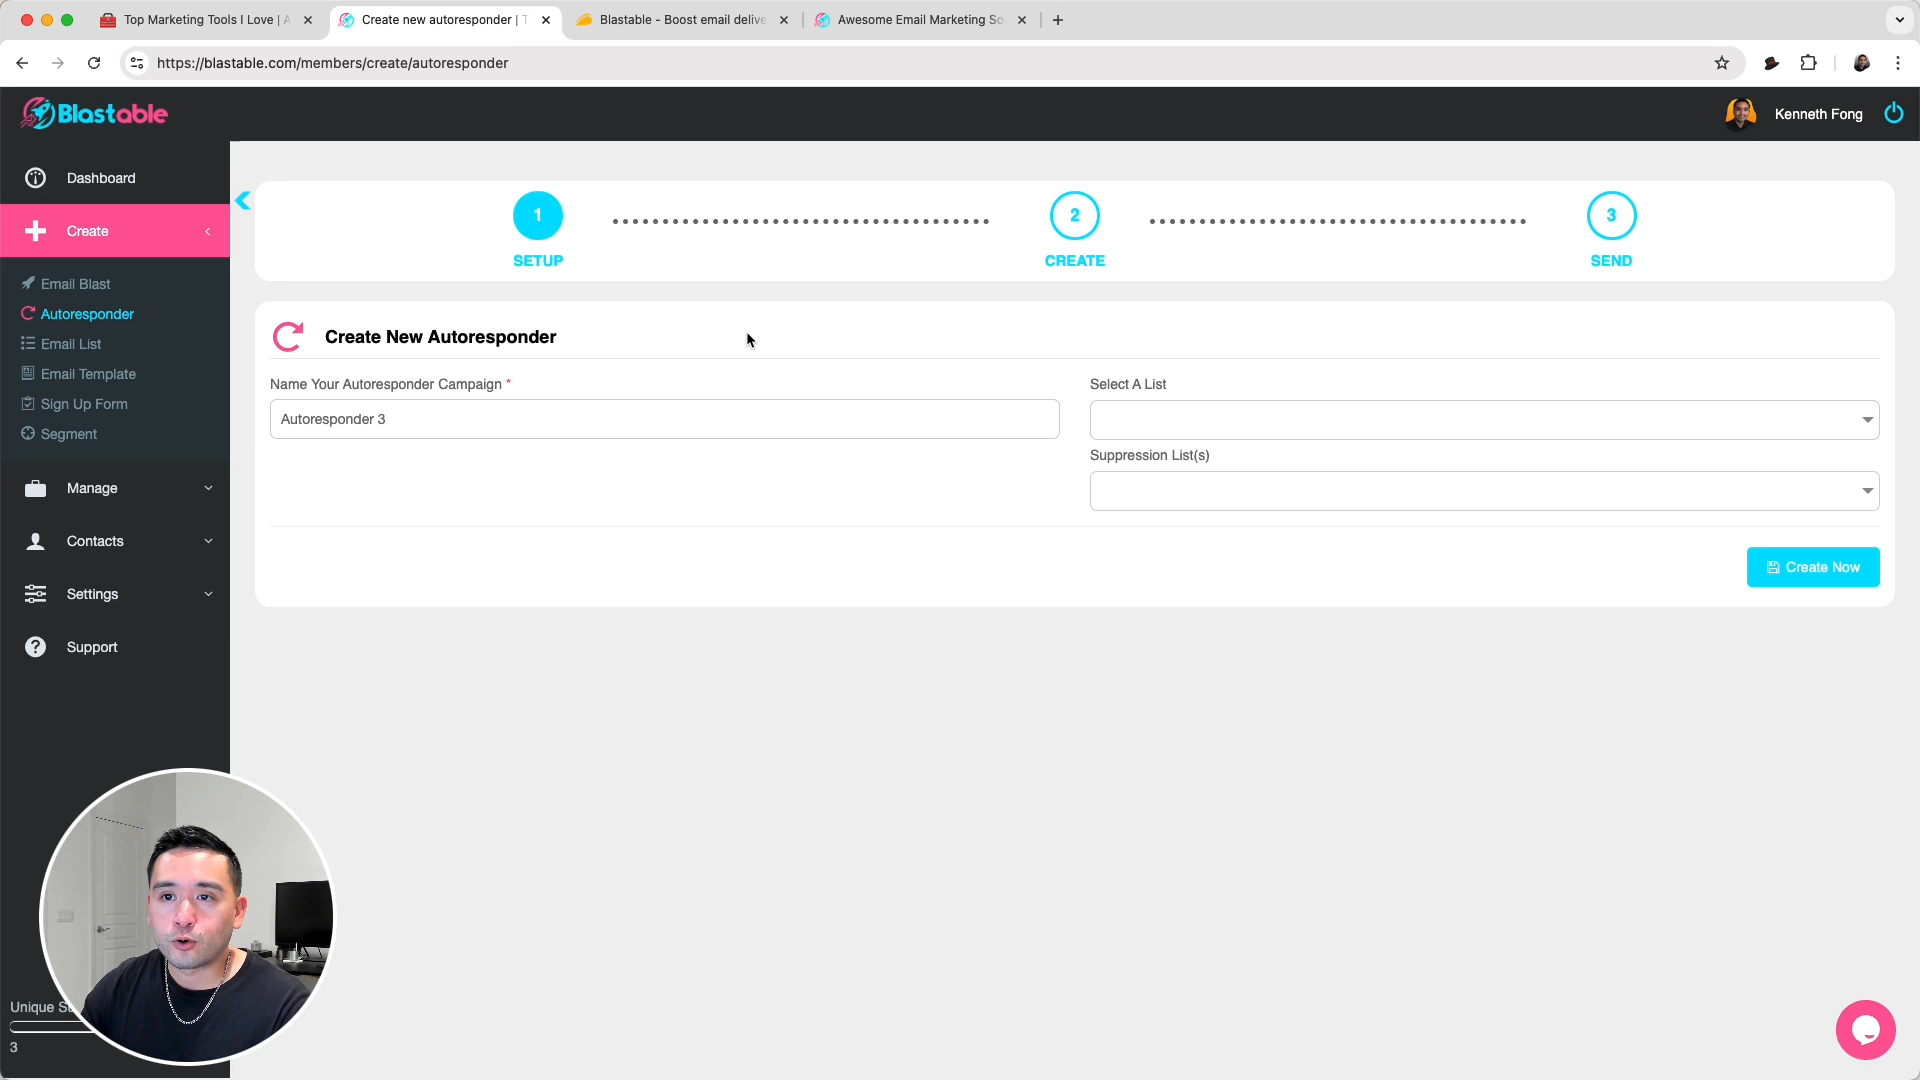 Top Marketing Tools I Love | A
Create new autoresponder | T
Blastable - Boost email delive
Awesome Email Marketing So
https://blastable.com/members/create/autoresponder
Blastable
Kenneth Fong
Dashboard
Create
Email Blast
Autoresponder
Email List
Email Template
Sign Up Form
Segment
Manage
Contacts
Settings
Support
Unique S
3
1
2
3
SETUP
CREATE
SEND
Create New Autoresponder
Name Your Autoresponder Campaign *
Select A List
Autoresponder 3
Suppression List(s)
Create Now